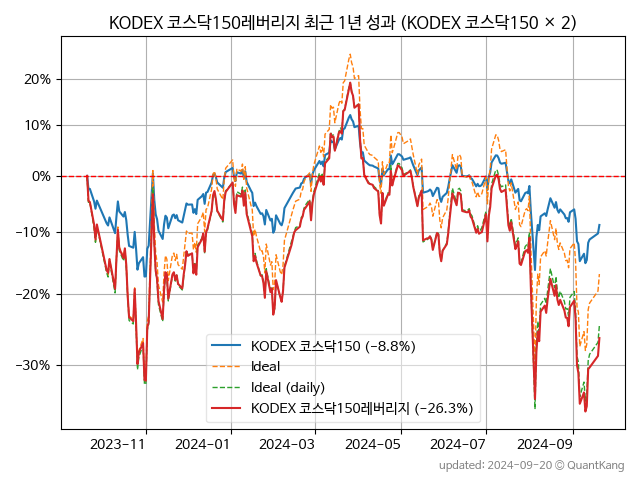 KODEX 코스닥150레버리지 최근 1년 성과 (KODEX 코스닥150 × 2)
20%
10%
0%
−10%
−20%
−30%
KODEX 코스닥150 (−8.8%)
Ideal
Ideal (daily)
KODEX 코스닥150레버리지 (−26.3%)
2023-11 2024-01 2024-03 2024-05 2024-07 2024-09
updated: 2024-09-20 © QuantKang